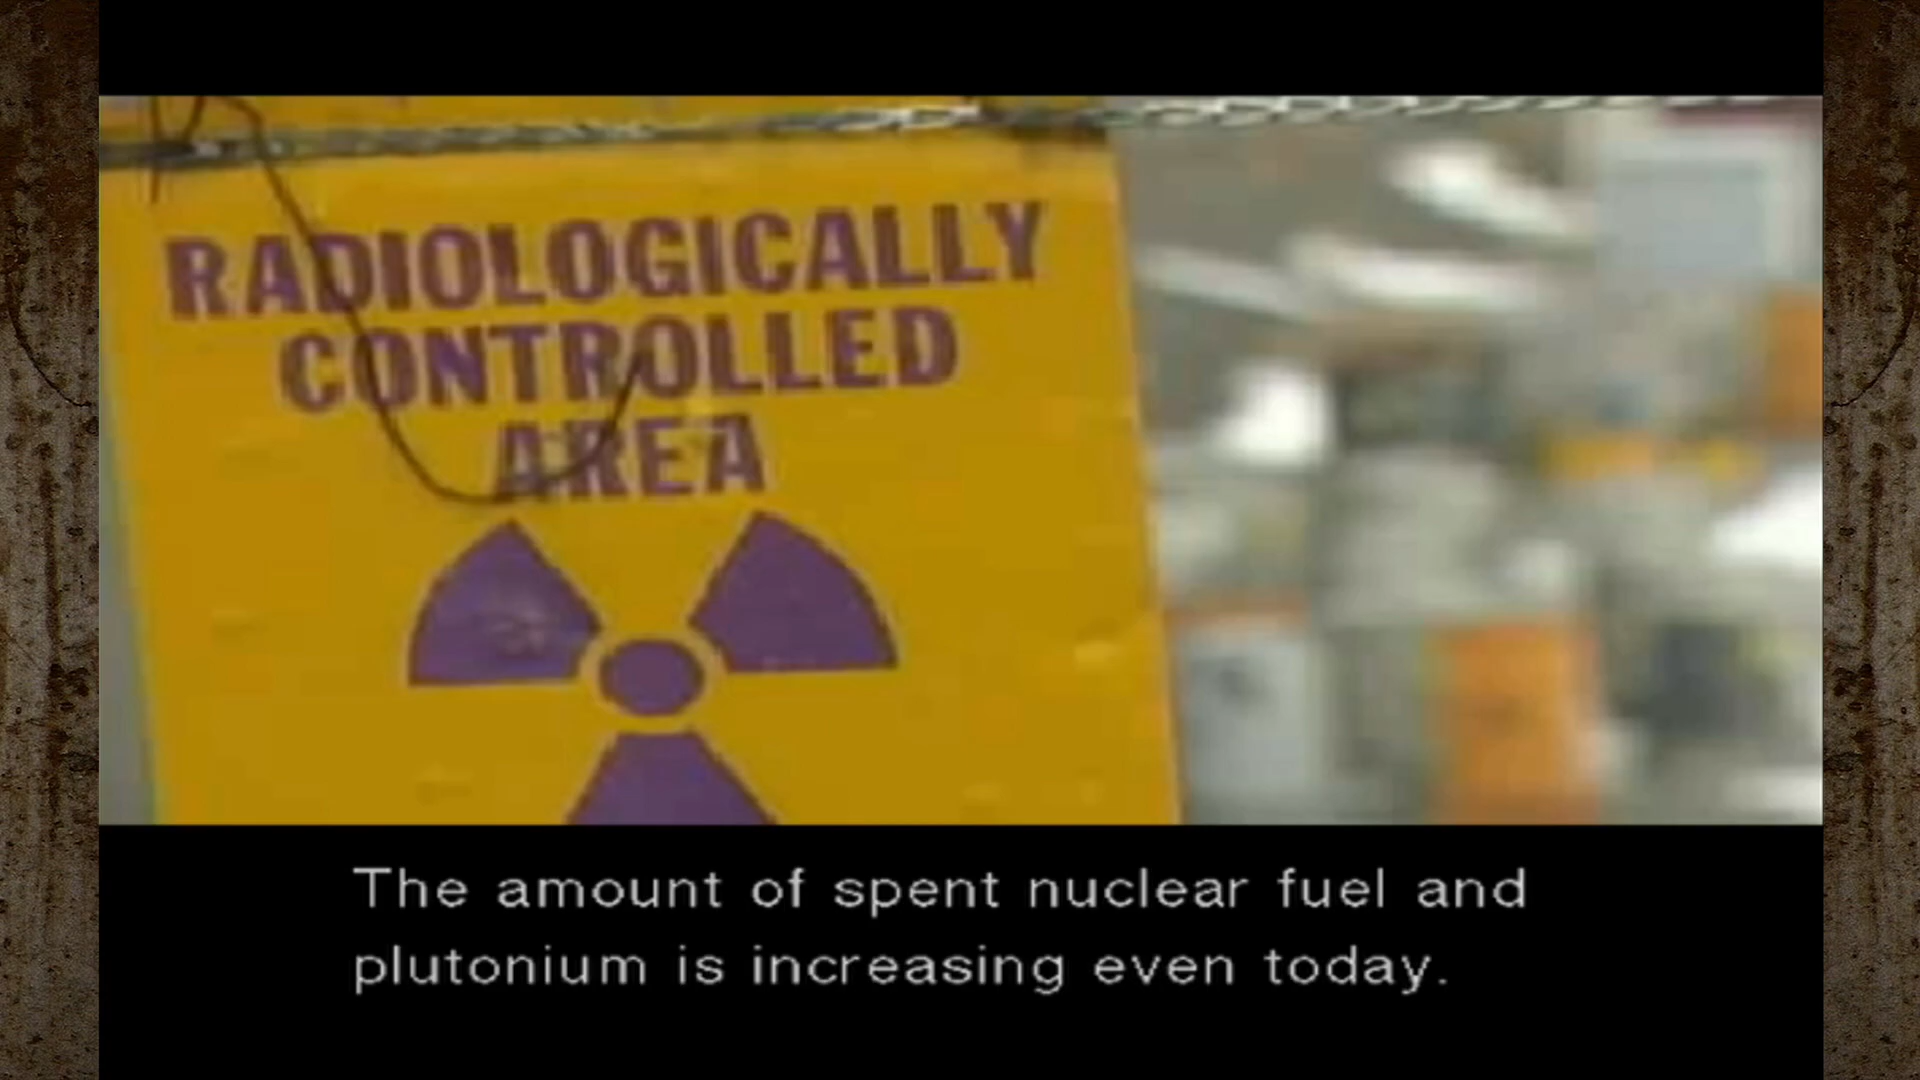 RADIOLOGICALLY
CONTROLLED
AREA
The amount of spent nuclear fuel and
plutonium is increasing even today.